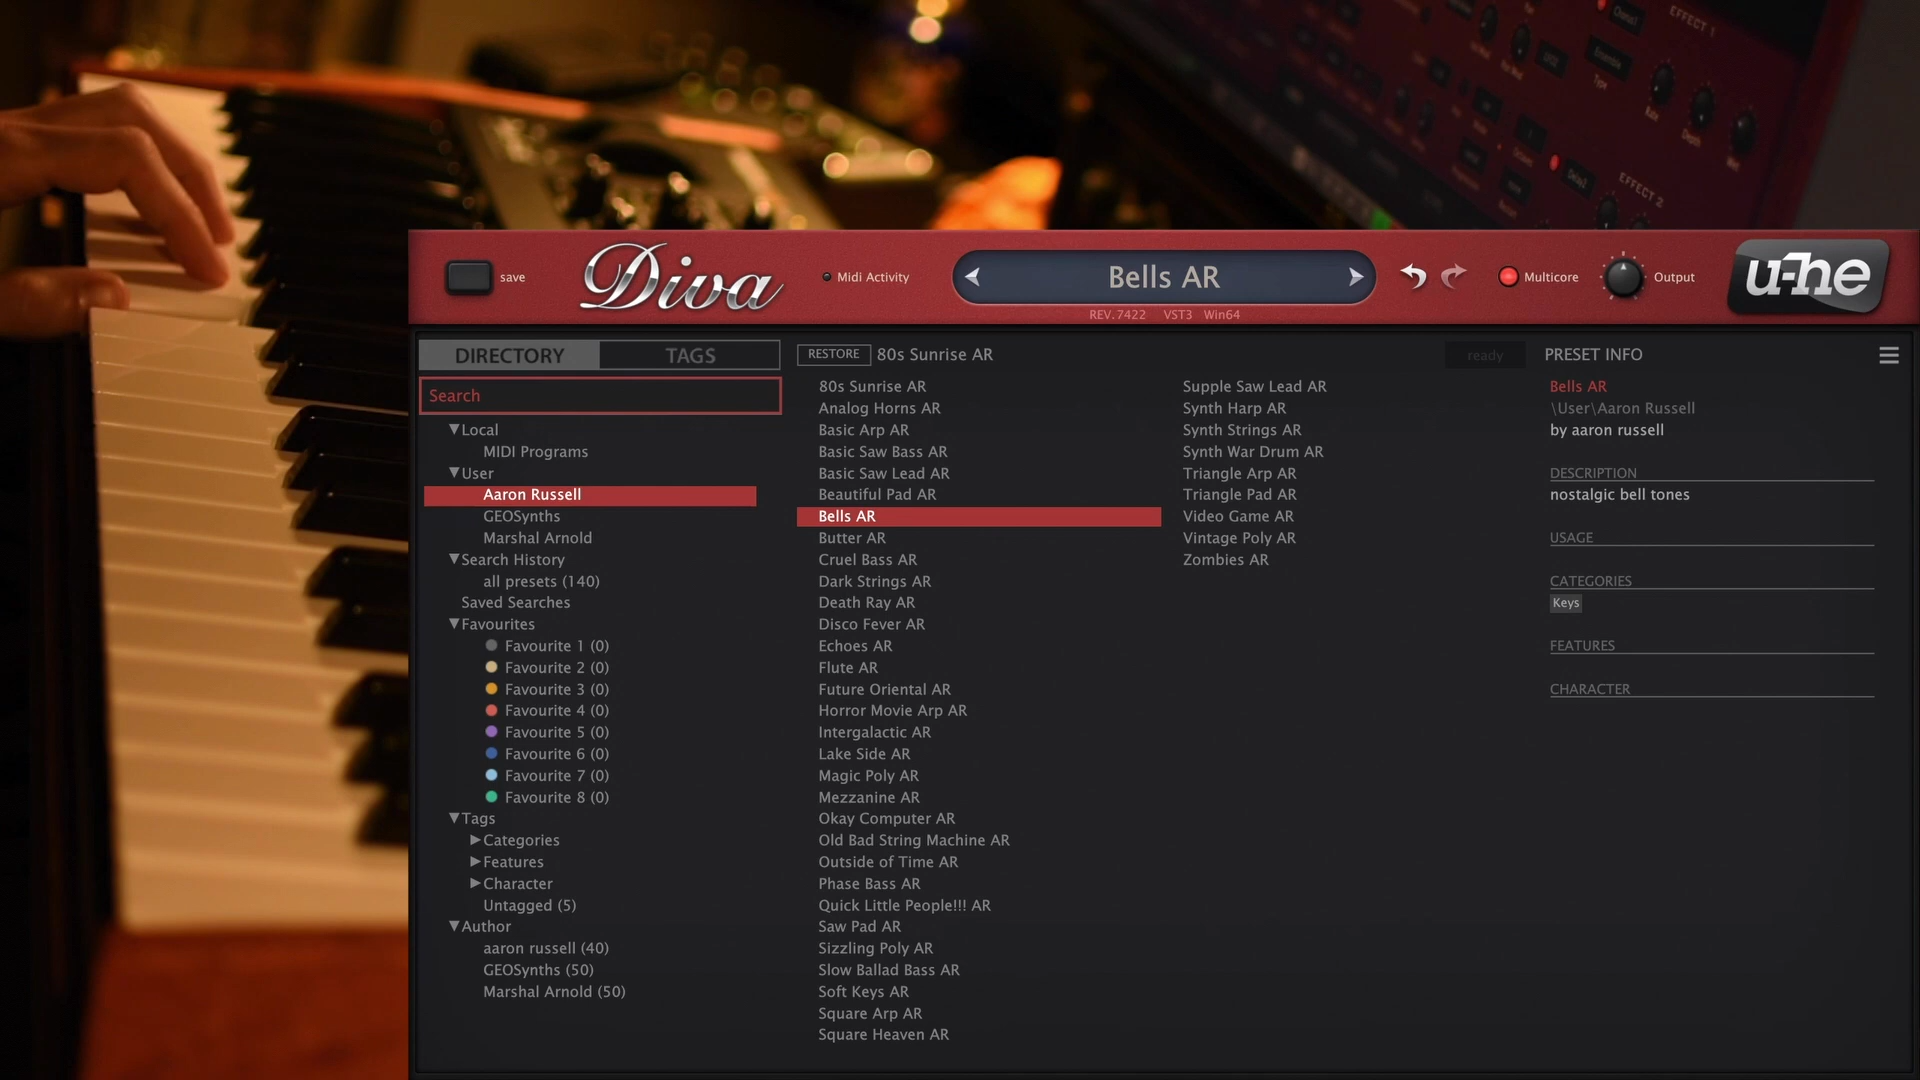 EFFECT 1
Chorus1
Ensemble
Type
Rate
Depth
Wet
Delay2
EFFECT 2
save
Diva
Midi Activity
Bells AR
Multicore
Output
u-he
REV.7422 VST3 Win64
DIRECTORY
TAGS
RESTORE
80s Sunrise AR
ready
PRESET INFO
Search
▼Local
MIDI Programs
▼User
Aaron Russell
GEOSynths
Marshal Arnold
▼Search History
all presets (140)
Saved Searches
▼Favourites
Favourite 1 (0)
Favourite 2 (0)
Favourite 3 (0)
Favourite 4 (0)
Favourite 5 (0)
Favourite 6 (0)
Favourite 7 (0)
Favourite 8 (0)
▼Tags
▶Categories
▶Features
▶Character
Untagged (5)
▼Author
aaron russell (40)
GEOSynths (50)
Marshal Arnold (50)
80s Sunrise AR
Analog Horns AR
Basic Arp AR
Basic Saw Bass AR
Basic Saw Lead AR
Beautiful Pad AR
Bells AR
Butter AR
Cruel Bass AR
Dark Strings AR
Death Ray AR
Disco Fever AR
Echoes AR
Flute AR
Future Oriental AR
Horror Movie Arp AR
Intergalactic AR
Lake Side AR
Magic Poly AR
Mezzanine AR
Okay Computer AR
Old Bad String Machine AR
Outside of Time AR
Phase Bass AR
Quick Little People!!! AR
Saw Pad AR
Sizzling Poly AR
Slow Ballad Bass AR
Soft Keys AR
Square Arp AR
Square Heaven AR
Supple Saw Lead AR
Synth Harp AR
Synth Strings AR
Synth War Drum AR
Triangle Arp AR
Triangle Pad AR
Video Game AR
Vintage Poly AR
Zombies AR
Bells AR
\User\Aaron Russell
by aaron russell
DESCRIPTION
nostalgic bell tones
USAGE
CATEGORIES
Keys
FEATURES
CHARACTER